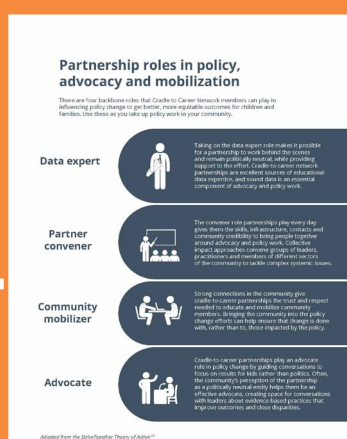 Partnership roles in policy,
advocacy and mobilization
There are four backbone roles that Cradle to Career Network members can play in
influencing policy change to get better, more equitable outcomes for children and
families. Use these as you take up policy work in your community.
Data expert
Taking on the data expert role makes it possible
for a partnership to work behind the scenes
and remain politically neutral, while providing
support to the effort. Cradle-to-career network
partnerships are excellent sources of educational
data expertise, and sound data is an essential
component of advocacy and policy work.
Partner
convener
The convener role partnerships play every day
gives them the skills, infrastructure, contacts and
community credibility to bring people together
around advocacy and policy work. Collective
impact approaches convene groups of leaders,
practitioners and members of different sectors
of the community to tackle complex systemic issues.
Community
mobilizer
Strong connections in the community give
cradle-to-career partnerships the trust and respect
needed to educate and mobilize community
members. Bringing the community into the policy
change efforts can help ensure that change is done
with, rather than to, those impacted by the policy.
Advocate
Cradle-to-career partnerships play an advocate
role in policy change by guiding conversations to
focus on results for kids rather than politics. Often,
the community's perception of the partnership
as a politically neutral entity helps them be an
effective advocate, creating space for conversations
with leaders about evidence-based practices that
improve outcomes and close disparities.
Adapted from the StriveTogether Theory of Action™